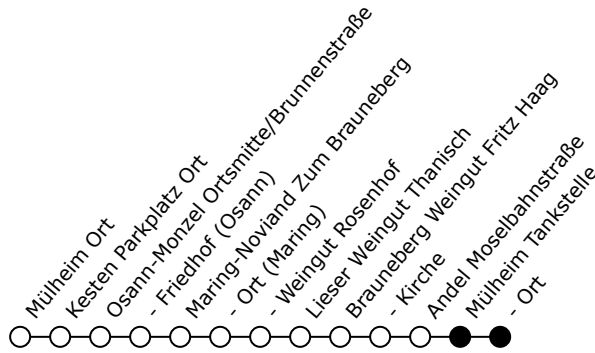 Mülheim Ort
Kesten Parkplatz Ort
Osann-Monzel Ortsmitte/Brunnenstraße
- Friedhof (Osann)
Maring-Noviand Zum Brauneberg
- Ort (Maring)
- Weingut Rosenhof
Lieser Weingut Thanisch
Brauneberg Weingut Fritz Haag
- Kirche
Andel Moselbahnstraße
Mülheim Tankstelle
- Ort